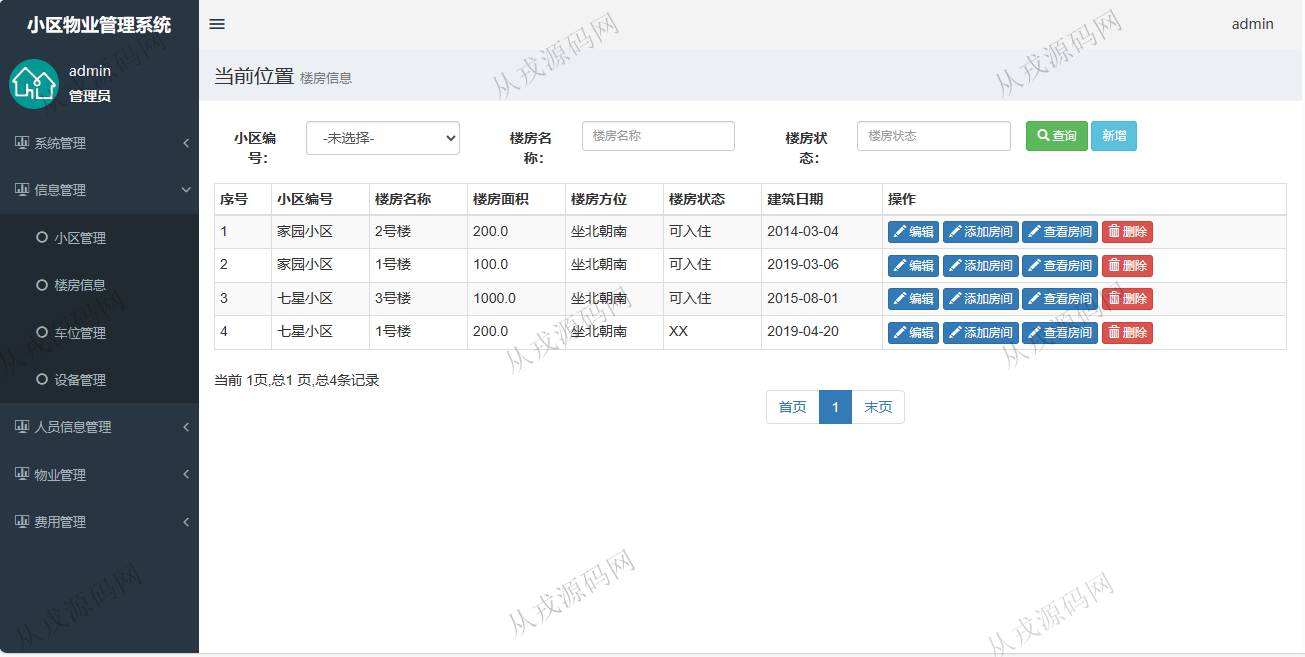 小区物业管理系统
admin
admin
管理员
当前位置 楼房信息
系统管理
信息管理
小区管理
楼房信息
车位管理
设备管理
人员信息管理
物业管理
费用管理
小区编号：
-未选择-
楼房名称：
楼房名称
楼房状态：
楼房状态
查询
新增
序号 小区编号 楼房名称 楼房面积 楼房方位 楼房状态 建筑日期 操作
1 家园小区 2号楼 200.0 坐北朝南 可入住 2014-03-04 编辑 添加房间 查看房间 删除
2 家园小区 1号楼 100.0 坐北朝南 可入住 2019-03-06 编辑 添加房间 查看房间 删除
3 七星小区 3号楼 1000.0 坐北朝南 可入住 2015-08-01 编辑 添加房间 查看房间 删除
4 七星小区 1号楼 200.0 坐北朝南 XX 2019-04-20 编辑 添加房间 查看房间 删除
当前 1页,总1 页,总4条记录
首页 1 末页
从戎源码网
从戎源码网
从戎源码网
从戎源码网
从戎源码网
从戎源码网
从戎源码网
从戎源码网
从戎源码网